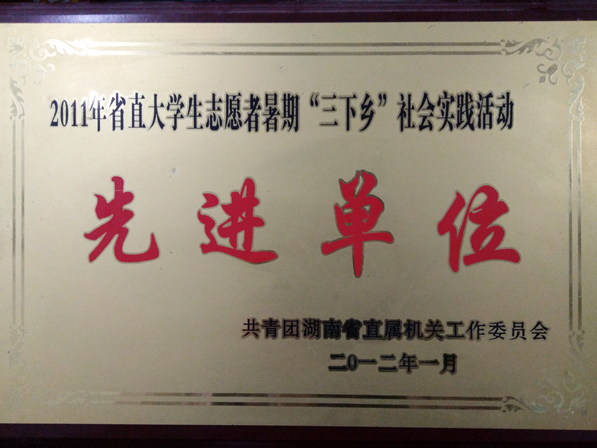 2011年省直大学生志愿者暑期“三下乡”社会实践活动
先进单位
共青团湖南省直属机关工作委员会
二〇一二年一月